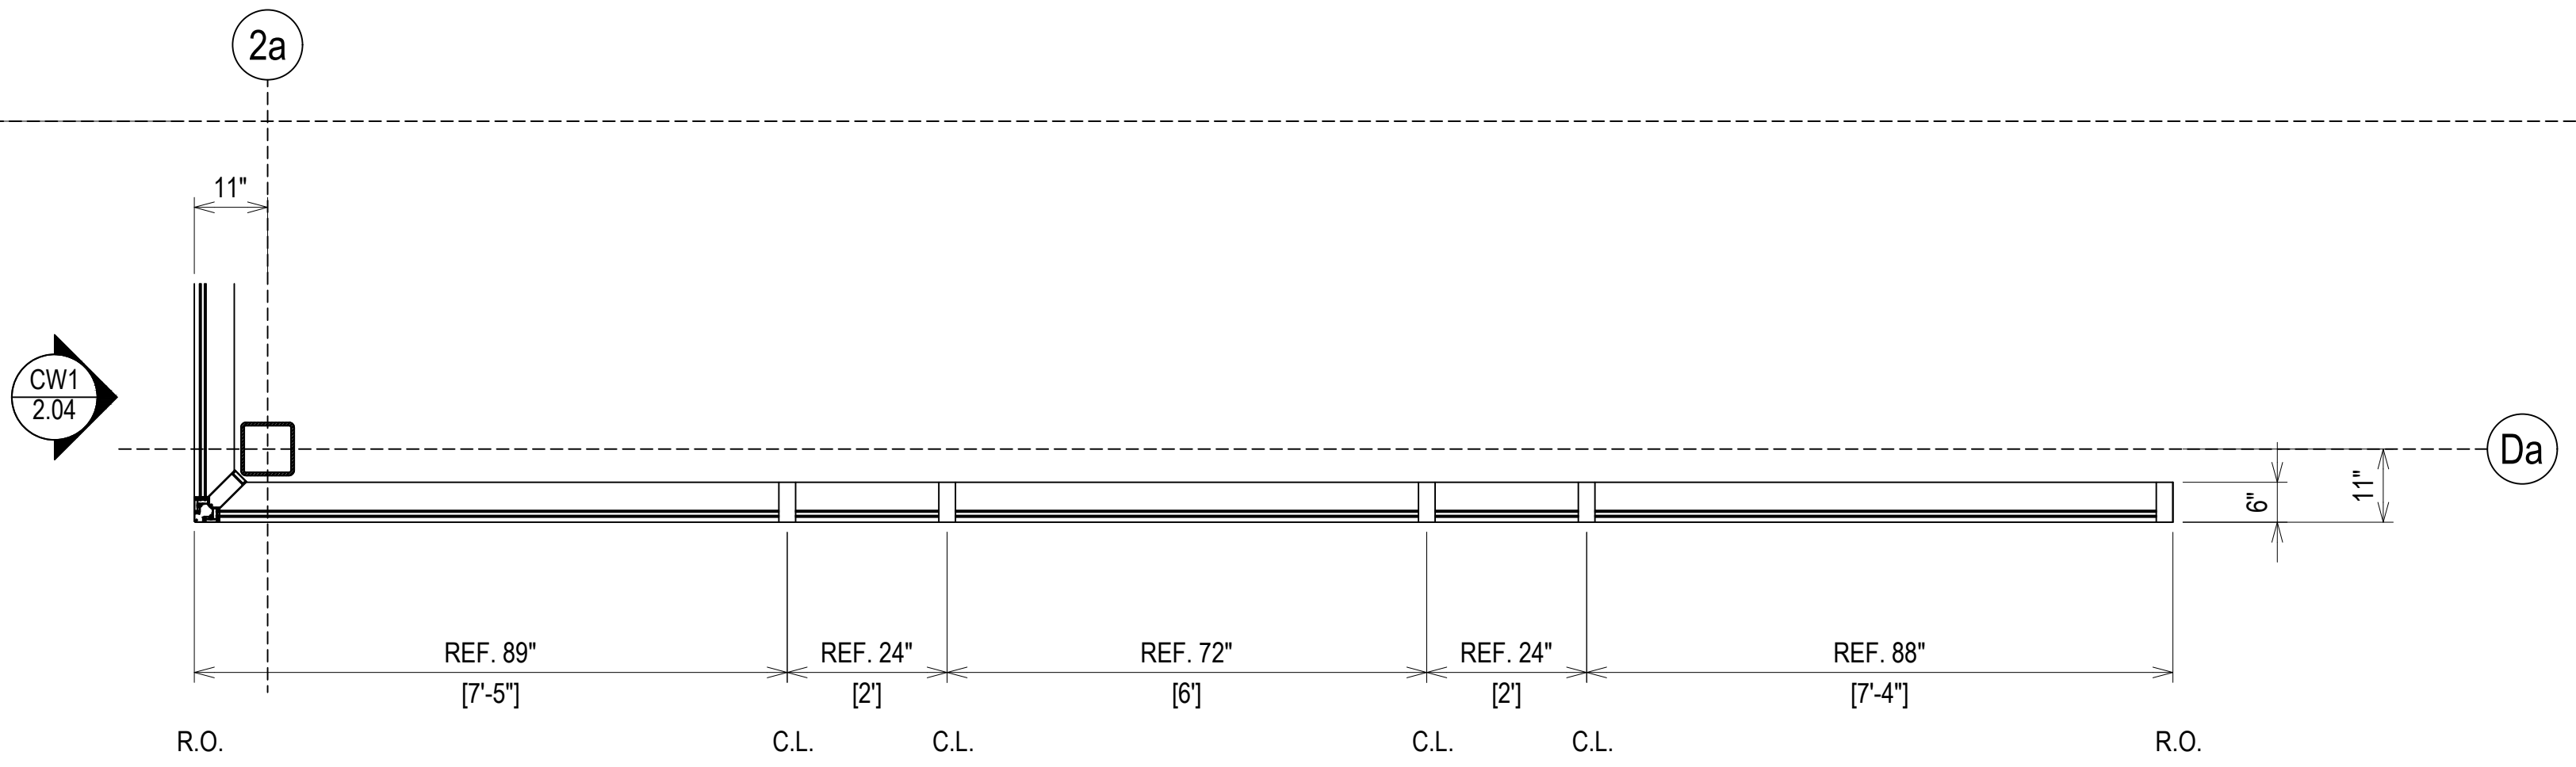 2a
11"
CW1
2.04
Da
6"
11"
REF. 89"
[7'-5"]
REF. 24"
[2']
REF. 72"
[6']
REF. 24"
[2']
REF. 88"
[7'-4"]
R.O.
C.L.
C.L.
C.L.
C.L.
R.O.